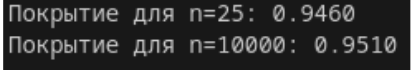 Покрытие для n=25: 0.9460
Покрытие для n=10000: 0.9510